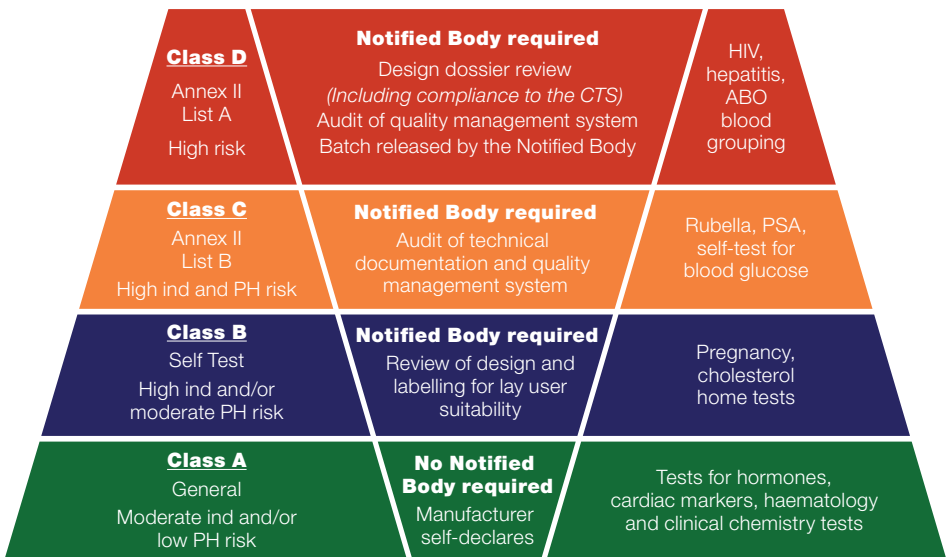 Class D
Annex II
List A
High risk
Notified Body required
Design dossier review
(Including compliance to the CTS)
Audit of quality management system
Batch released by the Notified Body
HIV,
hepatitis,
ABO
blood
grouping
Class C
Annex II
List B
High ind and PH risk
Notified Body required
Audit of technical
documentation and quality
management system
Rubella, PSA,
self-test for
blood glucose
Class B
Self Test
High ind and/or
moderate PH risk
Notified Body required
Review of design and
labelling for lay user
suitability
Pregnancy,
cholesterol
home tests
Class A
General
Moderate ind and/or
low PH risk
No Notified
Body required
Manufacturer
self-declares
Tests for hormones,
cardiac markers, haematology
and clinical chemistry tests